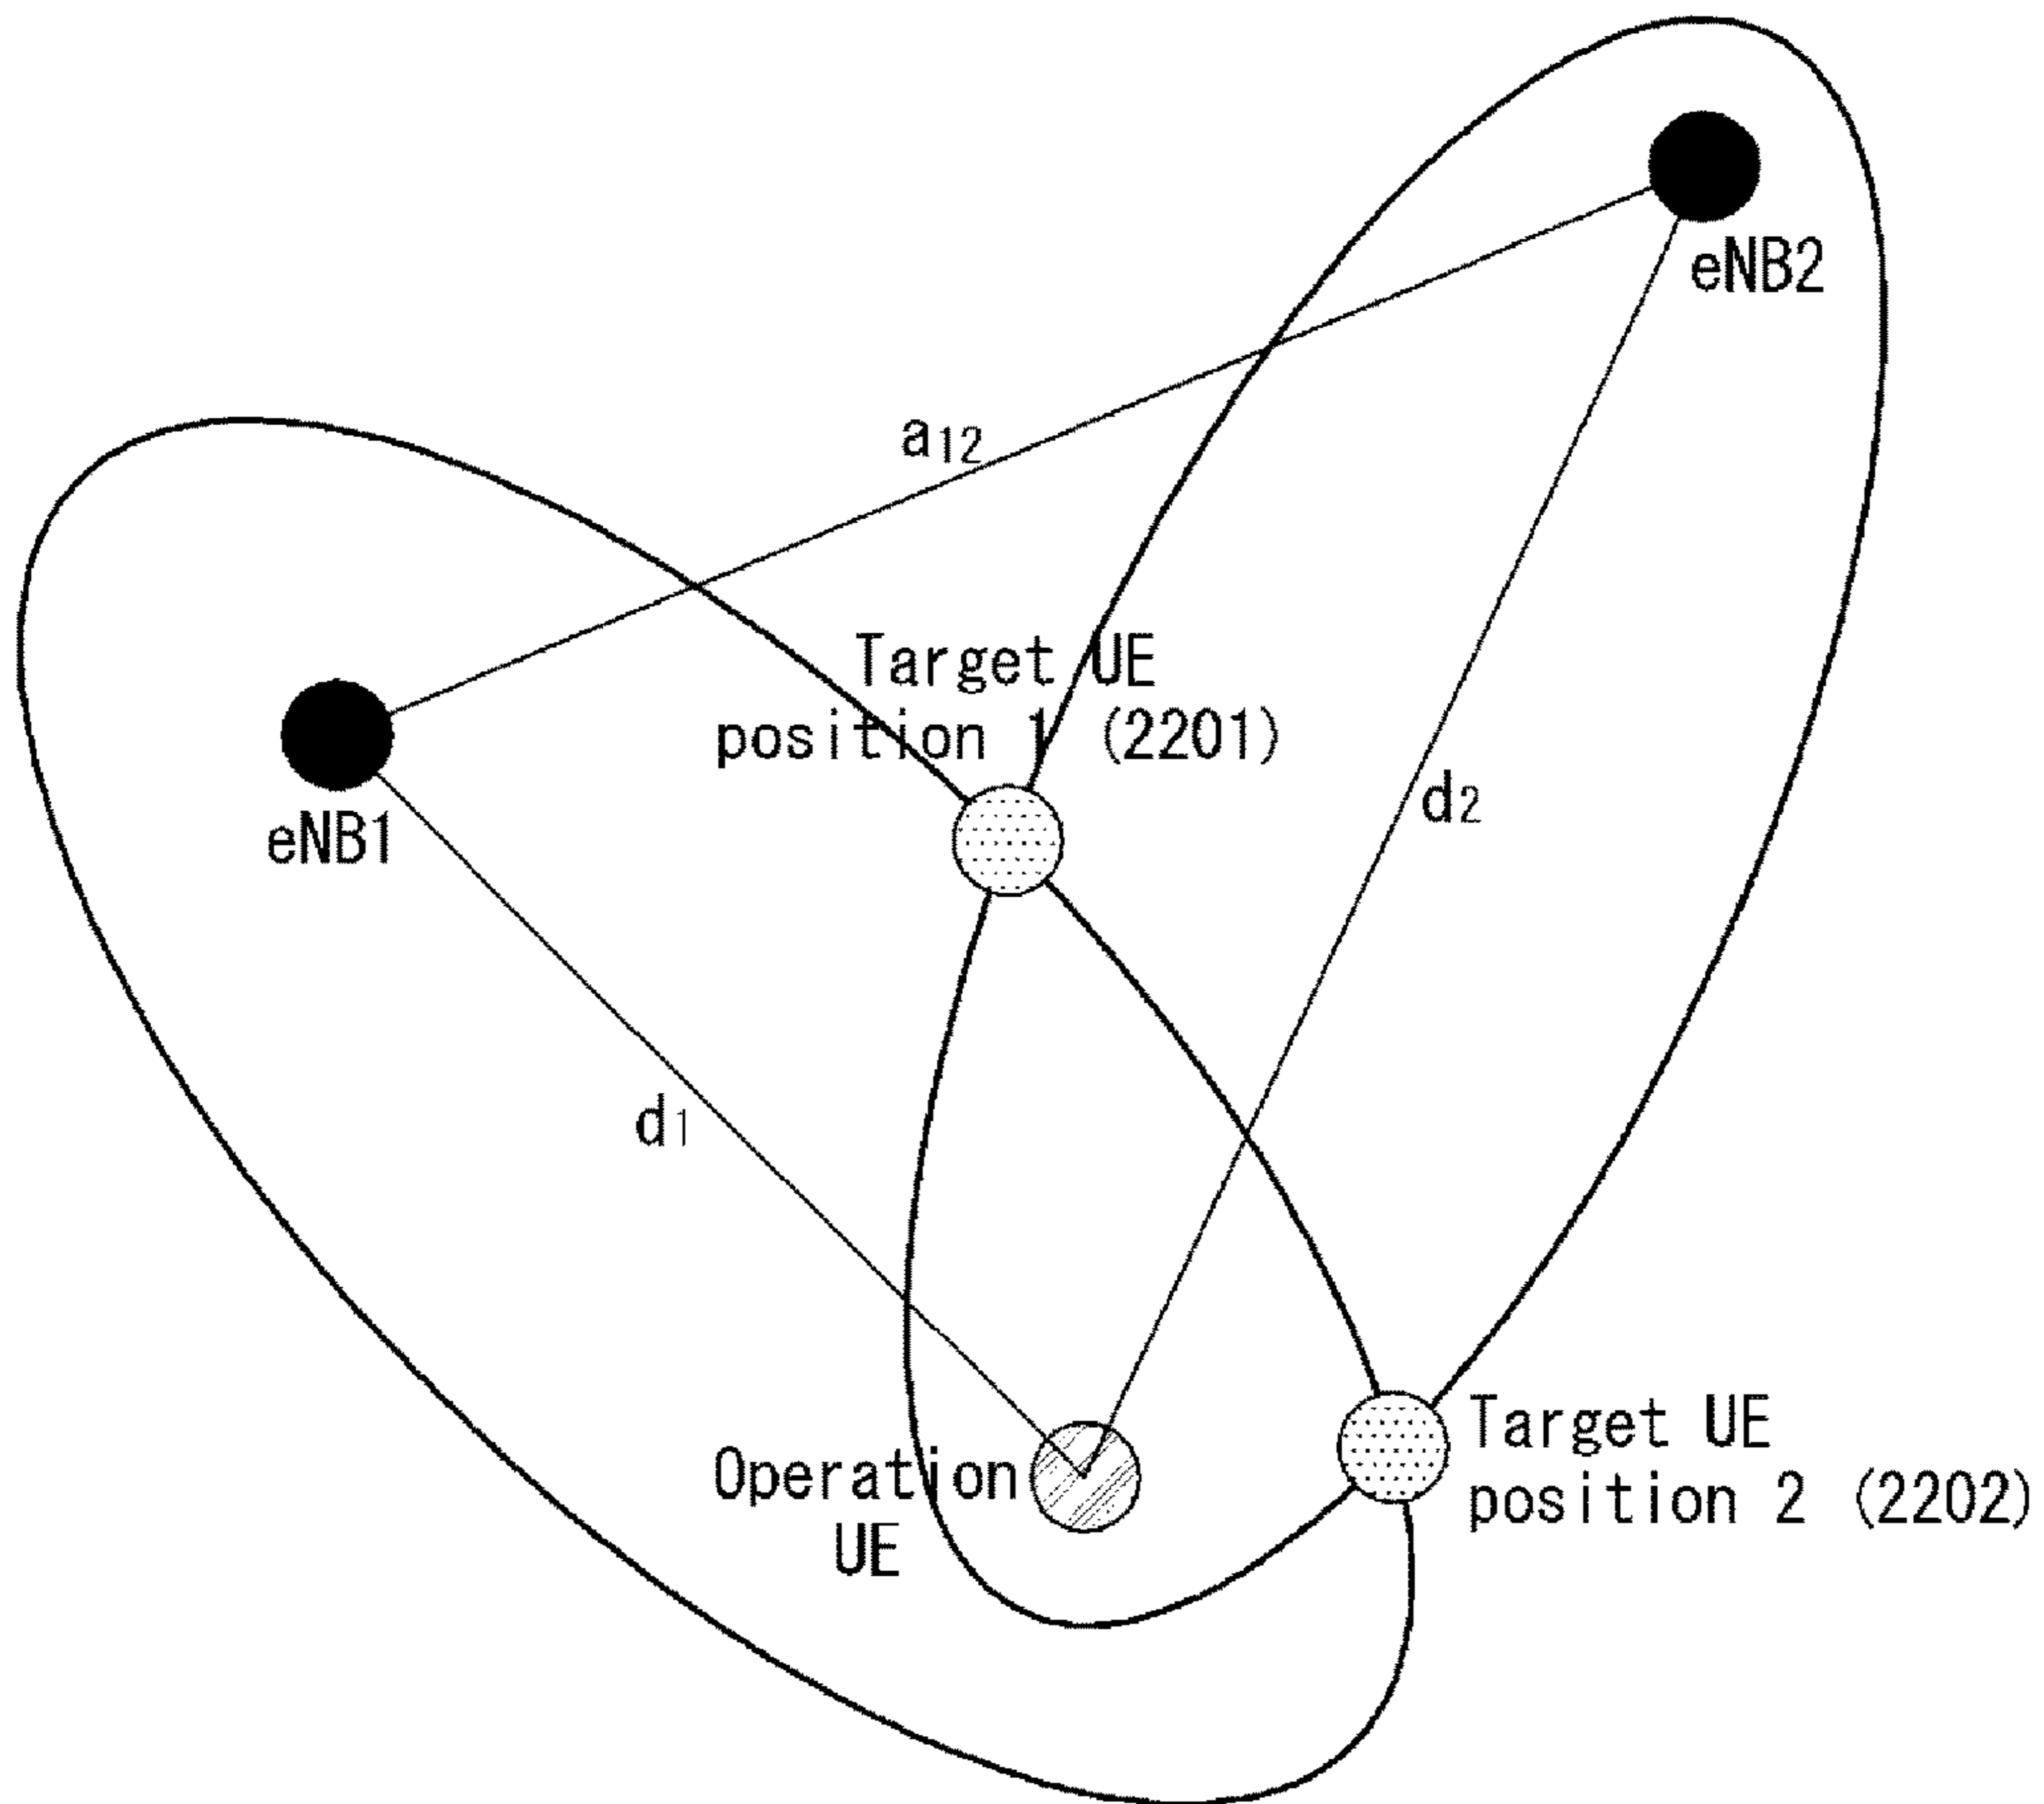 eNB2
a12
Target UE
position 1 (2201)
eNB1
d2
d1
Operation
UE
Target UE
position 2 (2202)